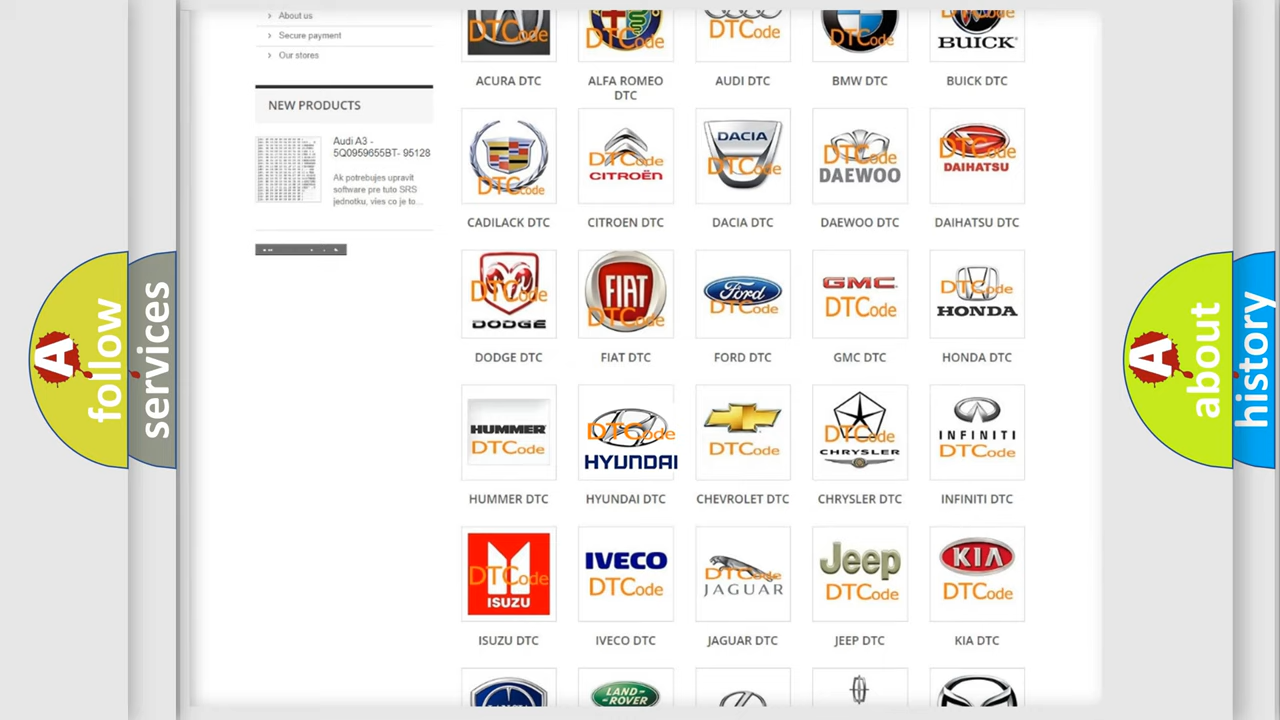 About us
Secure payment
Our stores
NEW PRODUCTS
Audi A3 -
5Q0959655BT- 95128
Ak potrebujes upravit
software pre tuto SRS
jednotku, vies co je to...
DTCode DTCode DTCode DTCode BUICK
ACURA DTC ALFA ROMEO DTC AUDI DTC BMW DTC BUICK DTC
DTCode DTCode CITROËN DACIA DTCode DTCode DAEWOO DTCode DAIHATSU
CADILACK DTC CITROEN DTC DACIA DTC DAEWOO DTC DAIHATSU DTC
DTCode DODGE FIAT DTCode Ford DTCode GMC DTCode DTCode HONDA
DODGE DTC FIAT DTC FORD DTC GMC DTC HONDA DTC
HUMMER DTCode DTCode HYUNDAI DTCode DTCode CHRYSLER INFINITI DTCode
HUMMER DTC HYUNDAI DTC CHEVROLET DTC CHRYSLER DTC INFINITI DTC
DTCode ISUZU IVECO DTCode DTCode JAGUAR Jeep DTCode KIA DTCode
ISUZU DTC IVECO DTC JAGUAR DTC JEEP DTC KIA DTC
LAND-
ROVER
A follow
services
A about
history